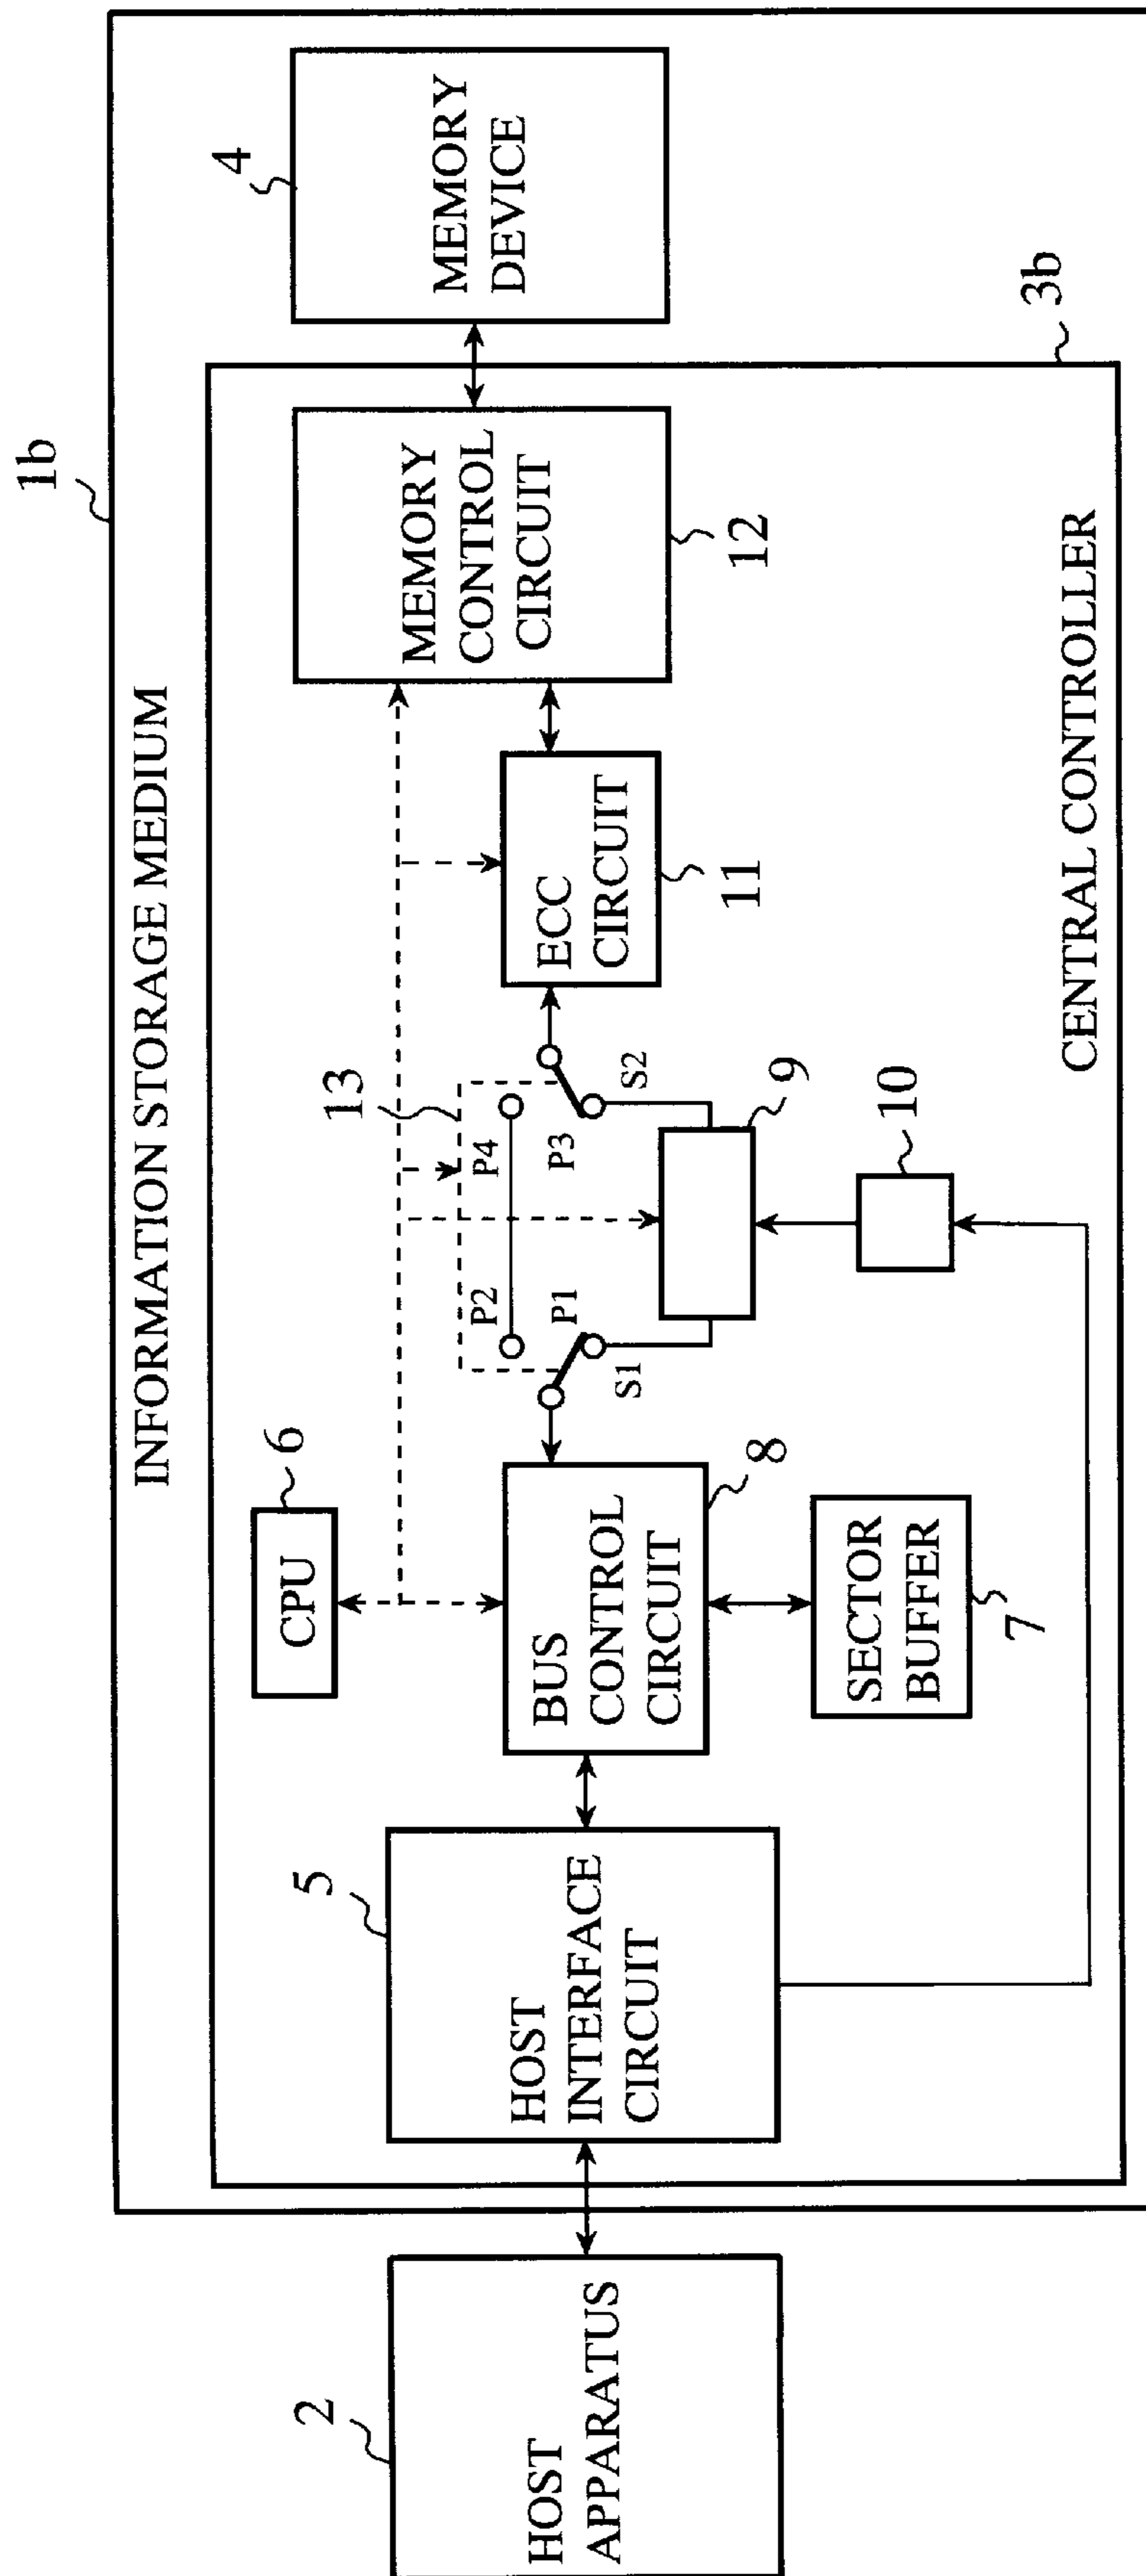 INFORMATION STORAGE MEDIUM
1b
2
HOST
APPARATUS
5
HOST
INTERFACE
CIRCUIT
6
CPU
BUS
CONTROL
CIRCUIT
8
SECTOR
BUFFER
7
13
P2
P4
P1
P3
S1
S2
9
10
ECC
CIRCUIT
11
MEMORY
CONTROL
CIRCUIT
12
4
MEMORY
DEVICE
CENTRAL CONTROLLER
3b